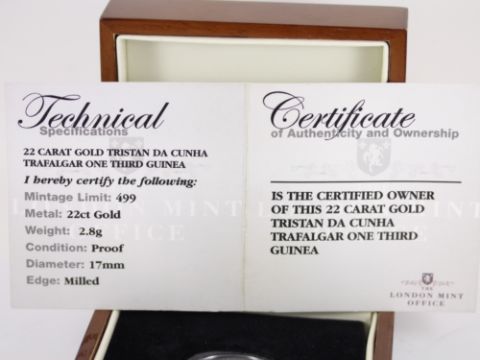 Technical
Specifications
22 CARAT GOLD TRISTAN DA CUNHA
TRAFALGAR ONE THIRD GUINEA
I hereby certify the following:
Mintage Limit: 499
Metal: 22ct Gold
Weight: 2.8g
Condition: Proof
Diameter: 17mm
Edge: Milled
Certificate
of Authenticity and Ownership
IS THE CERTIFIED OWNER
OF THIS 22 CARAT GOLD
TRISTAN DA CUNHA
TRAFALGAR ONE THIRD
GUINEA
THE
LONDON MINT
OFFICE